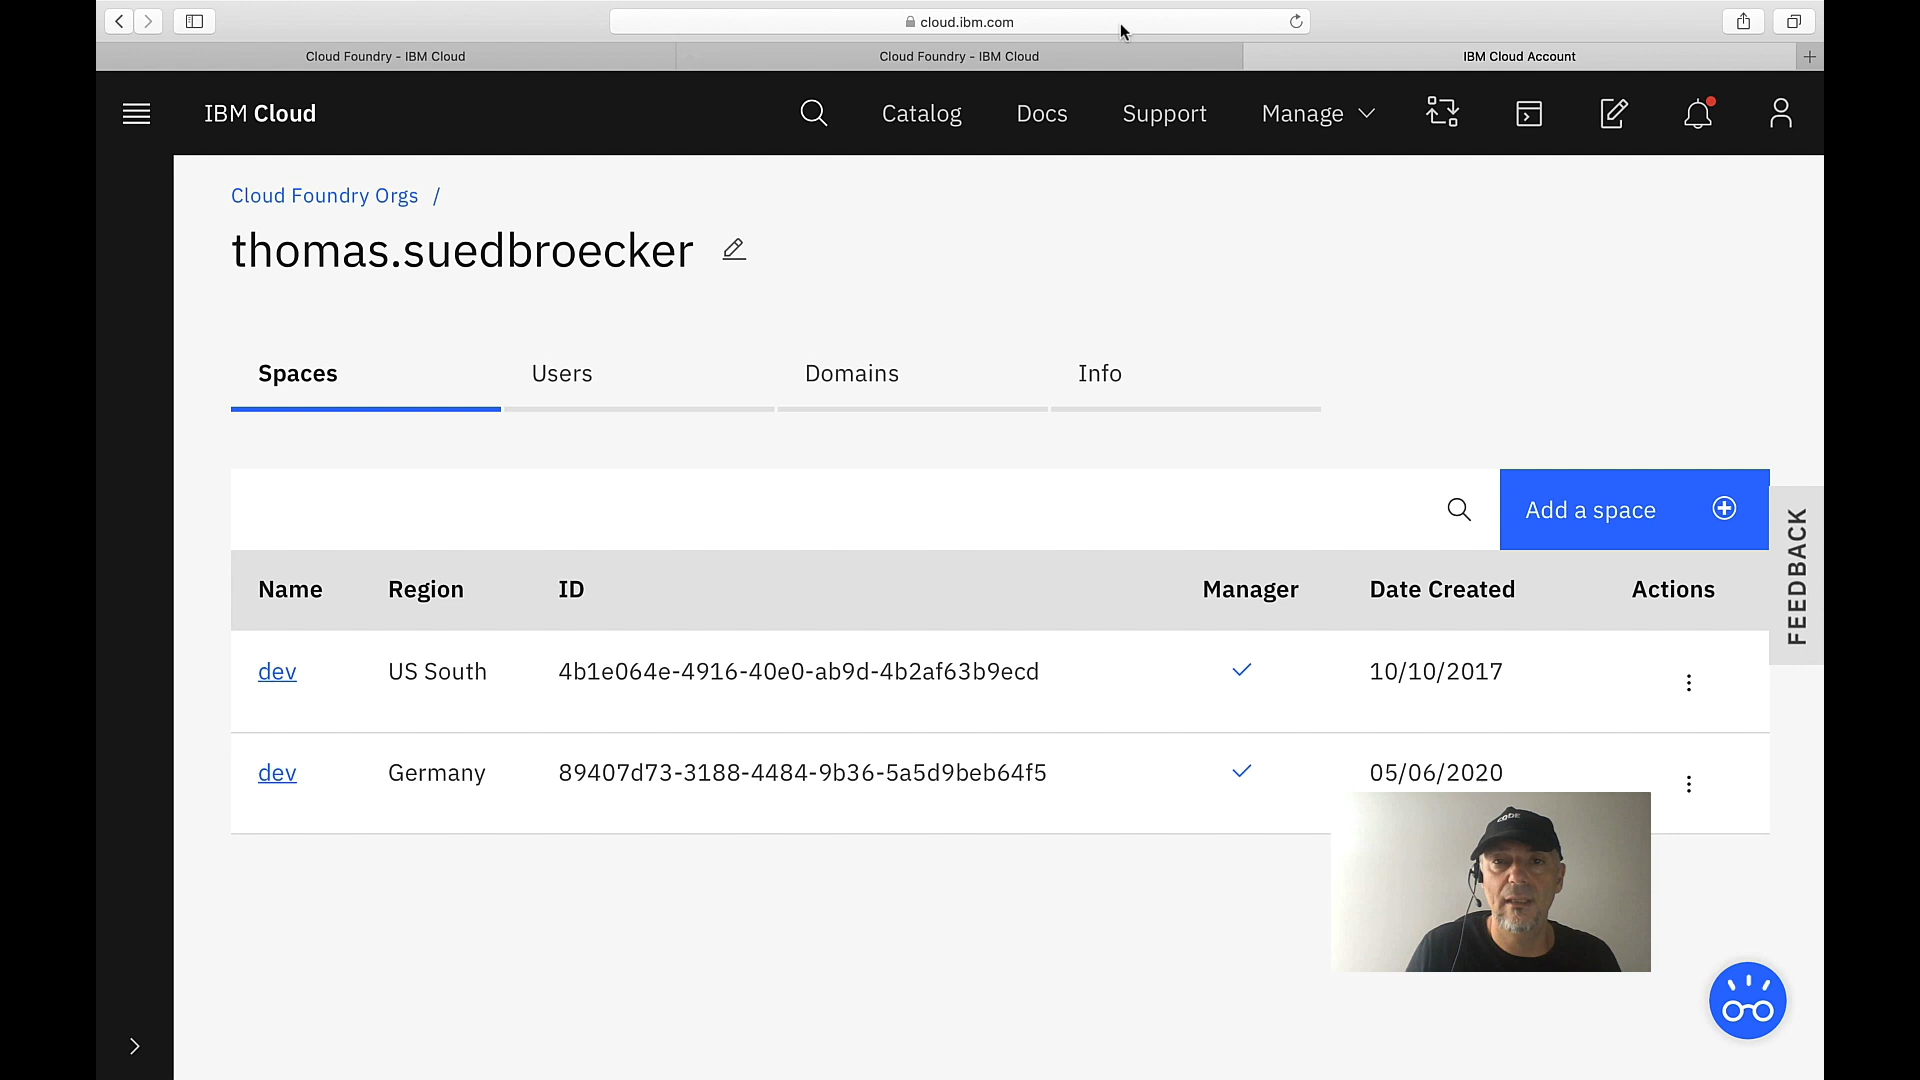 cloud.ibm.com
Cloud Foundry - IBM Cloud
Cloud Foundry - IBM Cloud
IBM Cloud Account
IBM Cloud
Catalog
Docs
Support
Manage
Cloud Foundry Orgs /
thomas.suedbroecker
Spaces
Users
Domains
Info
Add a space
FEEDBACK
Name Region ID Manager Date Created Actions
dev US South 4b1e064e-4916-40e0-ab9d-4b2af63b9ecd 10/10/2017
dev Germany 89407d73-3188-4484-9b36-5a5d9beb64f5 05/06/2020
CODE